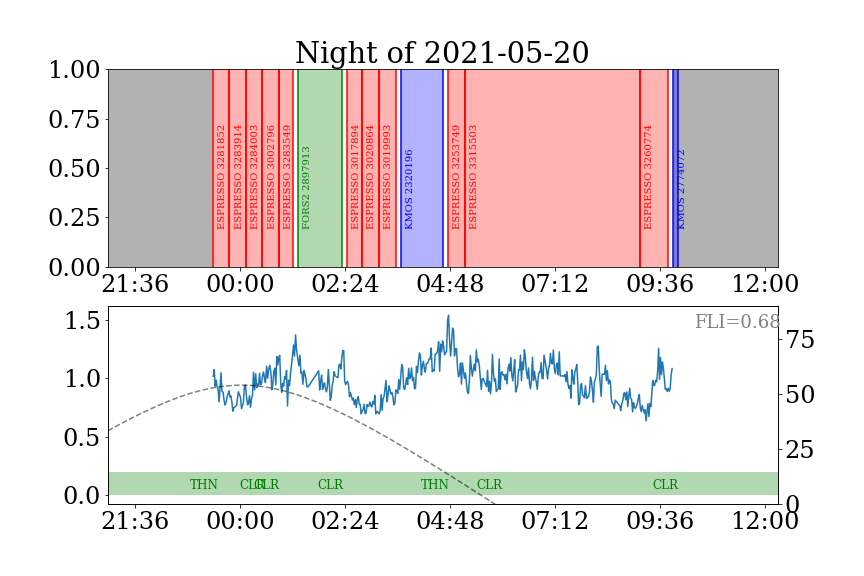 Night of 2021-05-20
1.00
0.75
0.50
0.25
0.00
ESPRESSO 3281852
ESPRESSO 3283914
ESPRESSO 3284003
ESPRESSO 3002796
ESPRESSO 3283549
FORS2 2897913
ESPRESSO 3017894
ESPRESSO 3020864
ESPRESSO 3019993
KMOS 2320196
ESPRESSO 3253749
ESPRESSO 3315503
ESPRESSO 3260774
KMOS 2774072
21:36 00:00 02:24 04:48 07:12 09:36 12:00
FLI=0.68
1.5
1.0
0.5
0.0
75
50
25
0
THN CLR CLR CLR THN CLR CLR
21:36 00:00 02:24 04:48 07:12 09:36 12:00